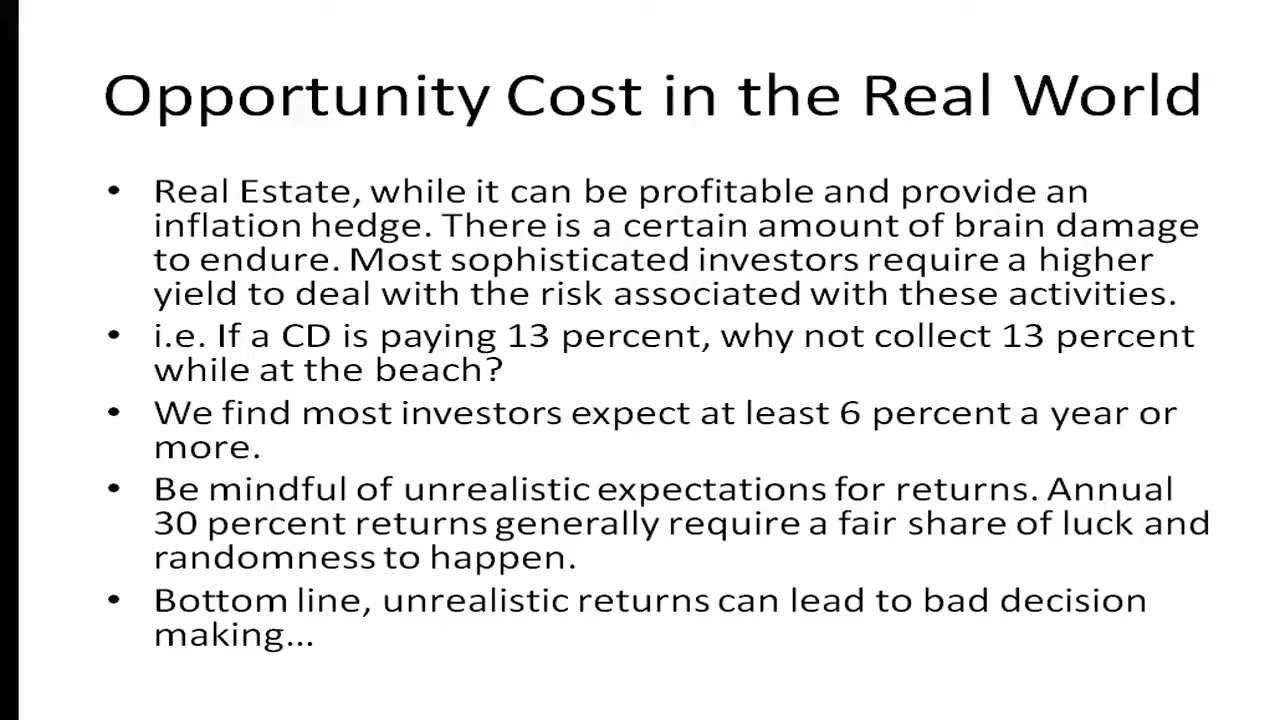 Opportunity Cost in the Real World
• Real Estate, while it can be profitable and provide an
inflation hedge. There is a certain amount of brain damage
to endure. Most sophisticated investors require a higher
yield to deal with the risk associated with these activities.
• i.e. If a CD is paying 13 percent, why not collect 13 percent
while at the beach?
• We find most investors expect at least 6 percent a year or
more.
• Be mindful of unrealistic expectations for returns. Annual
30 percent returns generally require a fair share of luck and
randomness to happen.
• Bottom line, unrealistic returns can lead to bad decision
making...